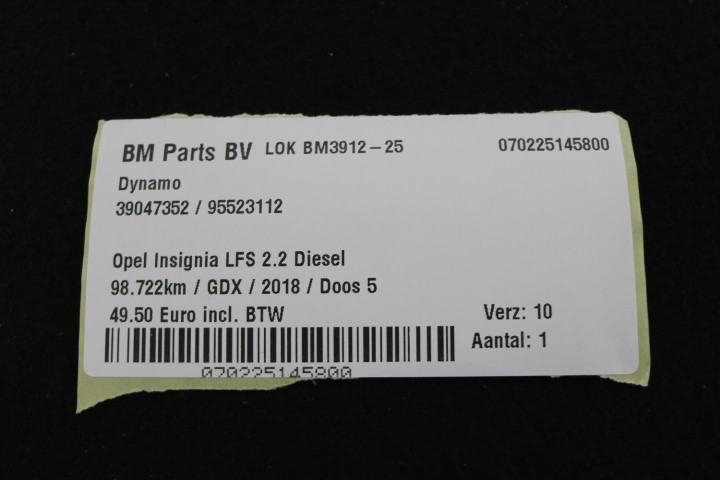 BM Parts BV LOK BM3912-25 070225145800
Dynamo
39047352 / 95523112
Opel Insignia LFS 2.2 Diesel
98.722km / GDX / 2018 / Doos 5
49.50 Euro incl. BTW Verz: 10
Aantal: 1
070225145800